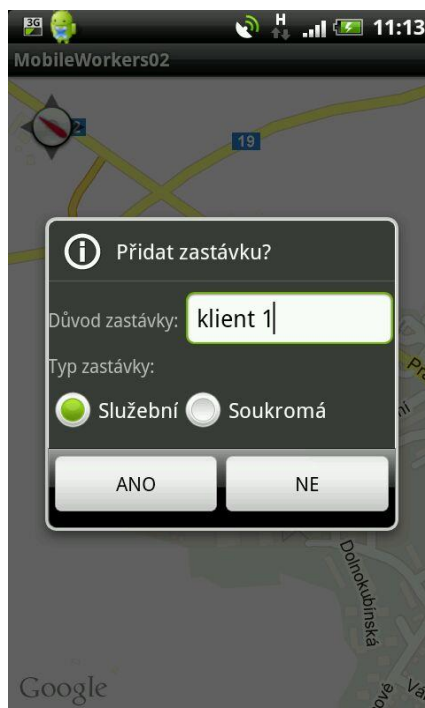 3G H 11:13
MobileWorkers02
19
Přidat zastávku?
Důvod zastávky: klient 1
Typ zastávky:
Služební Soukromá
ANO NE
Dolnokubínská
Google